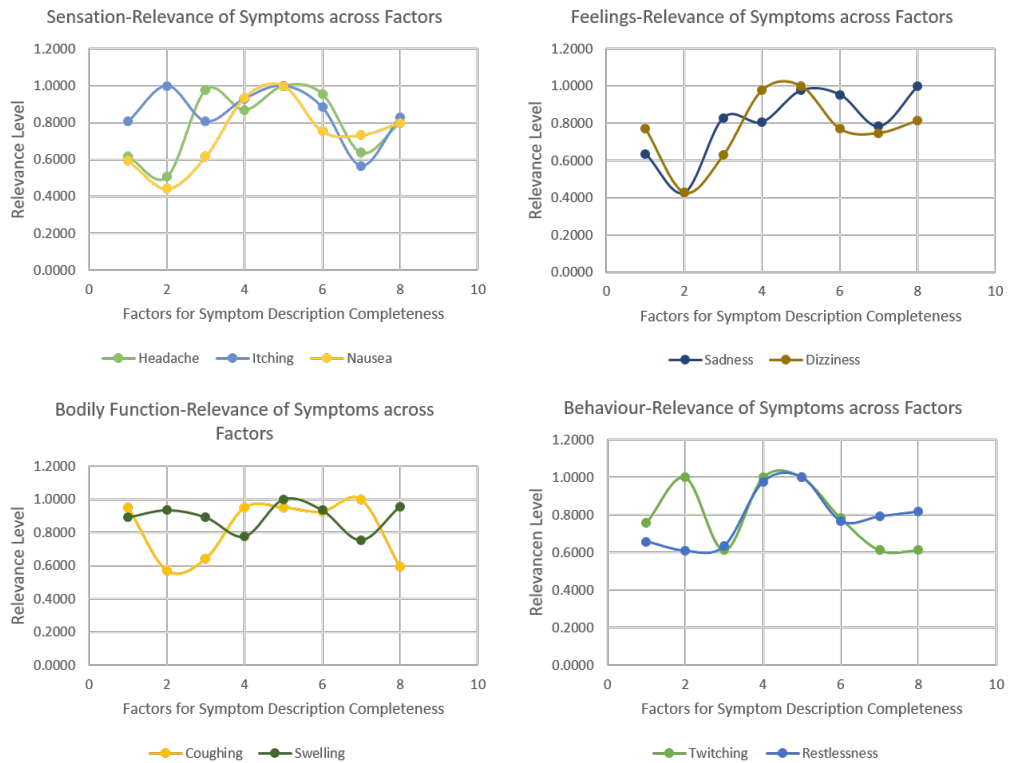 Sensation-Relevance of Symptoms across Factors
1.2000
1.0000
0.8000
0.6000
0.4000
0.2000
0.0000
Relevance Level
0 2 4 6 8 10
Factors for Symptom Description Completeness
Headache Itching Nausea
Feelings-Relevance of Symptoms across Factors
1.2000
1.0000
0.8000
0.6000
0.4000
0.2000
0.0000
Relevance Level
0 2 4 6 8 10
Factors for Symptom Description Completeness
Sadness Dizziness
Bodily Function-Relevance of Symptoms across
Factors
1.2000
1.0000
0.8000
0.6000
0.4000
0.2000
0.0000
Relevance Level
0 2 4 6 8 10
Factors for Symptom Description Completeness
Coughing Swelling
Behaviour-Relevance of Symptoms across Factors
1.2000
1.0000
0.8000
0.6000
0.4000
0.2000
0.0000
Relevancen Level
0 2 4 6 8 10
Factors for Symptom Description Completeness
Twitching Restlessness